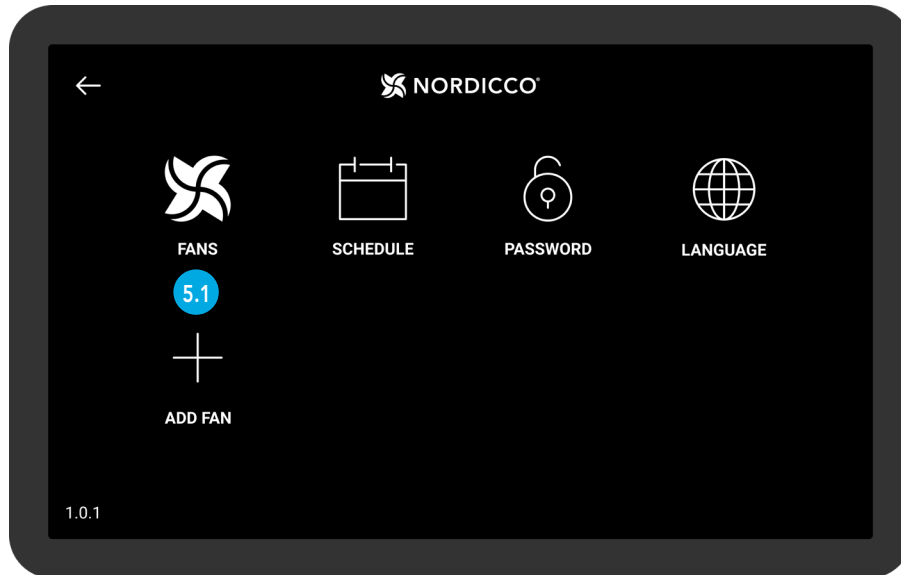 NORDICCO®
FANS
SCHEDULE
PASSWORD
LANGUAGE
5.1
ADD FAN
1.0.1